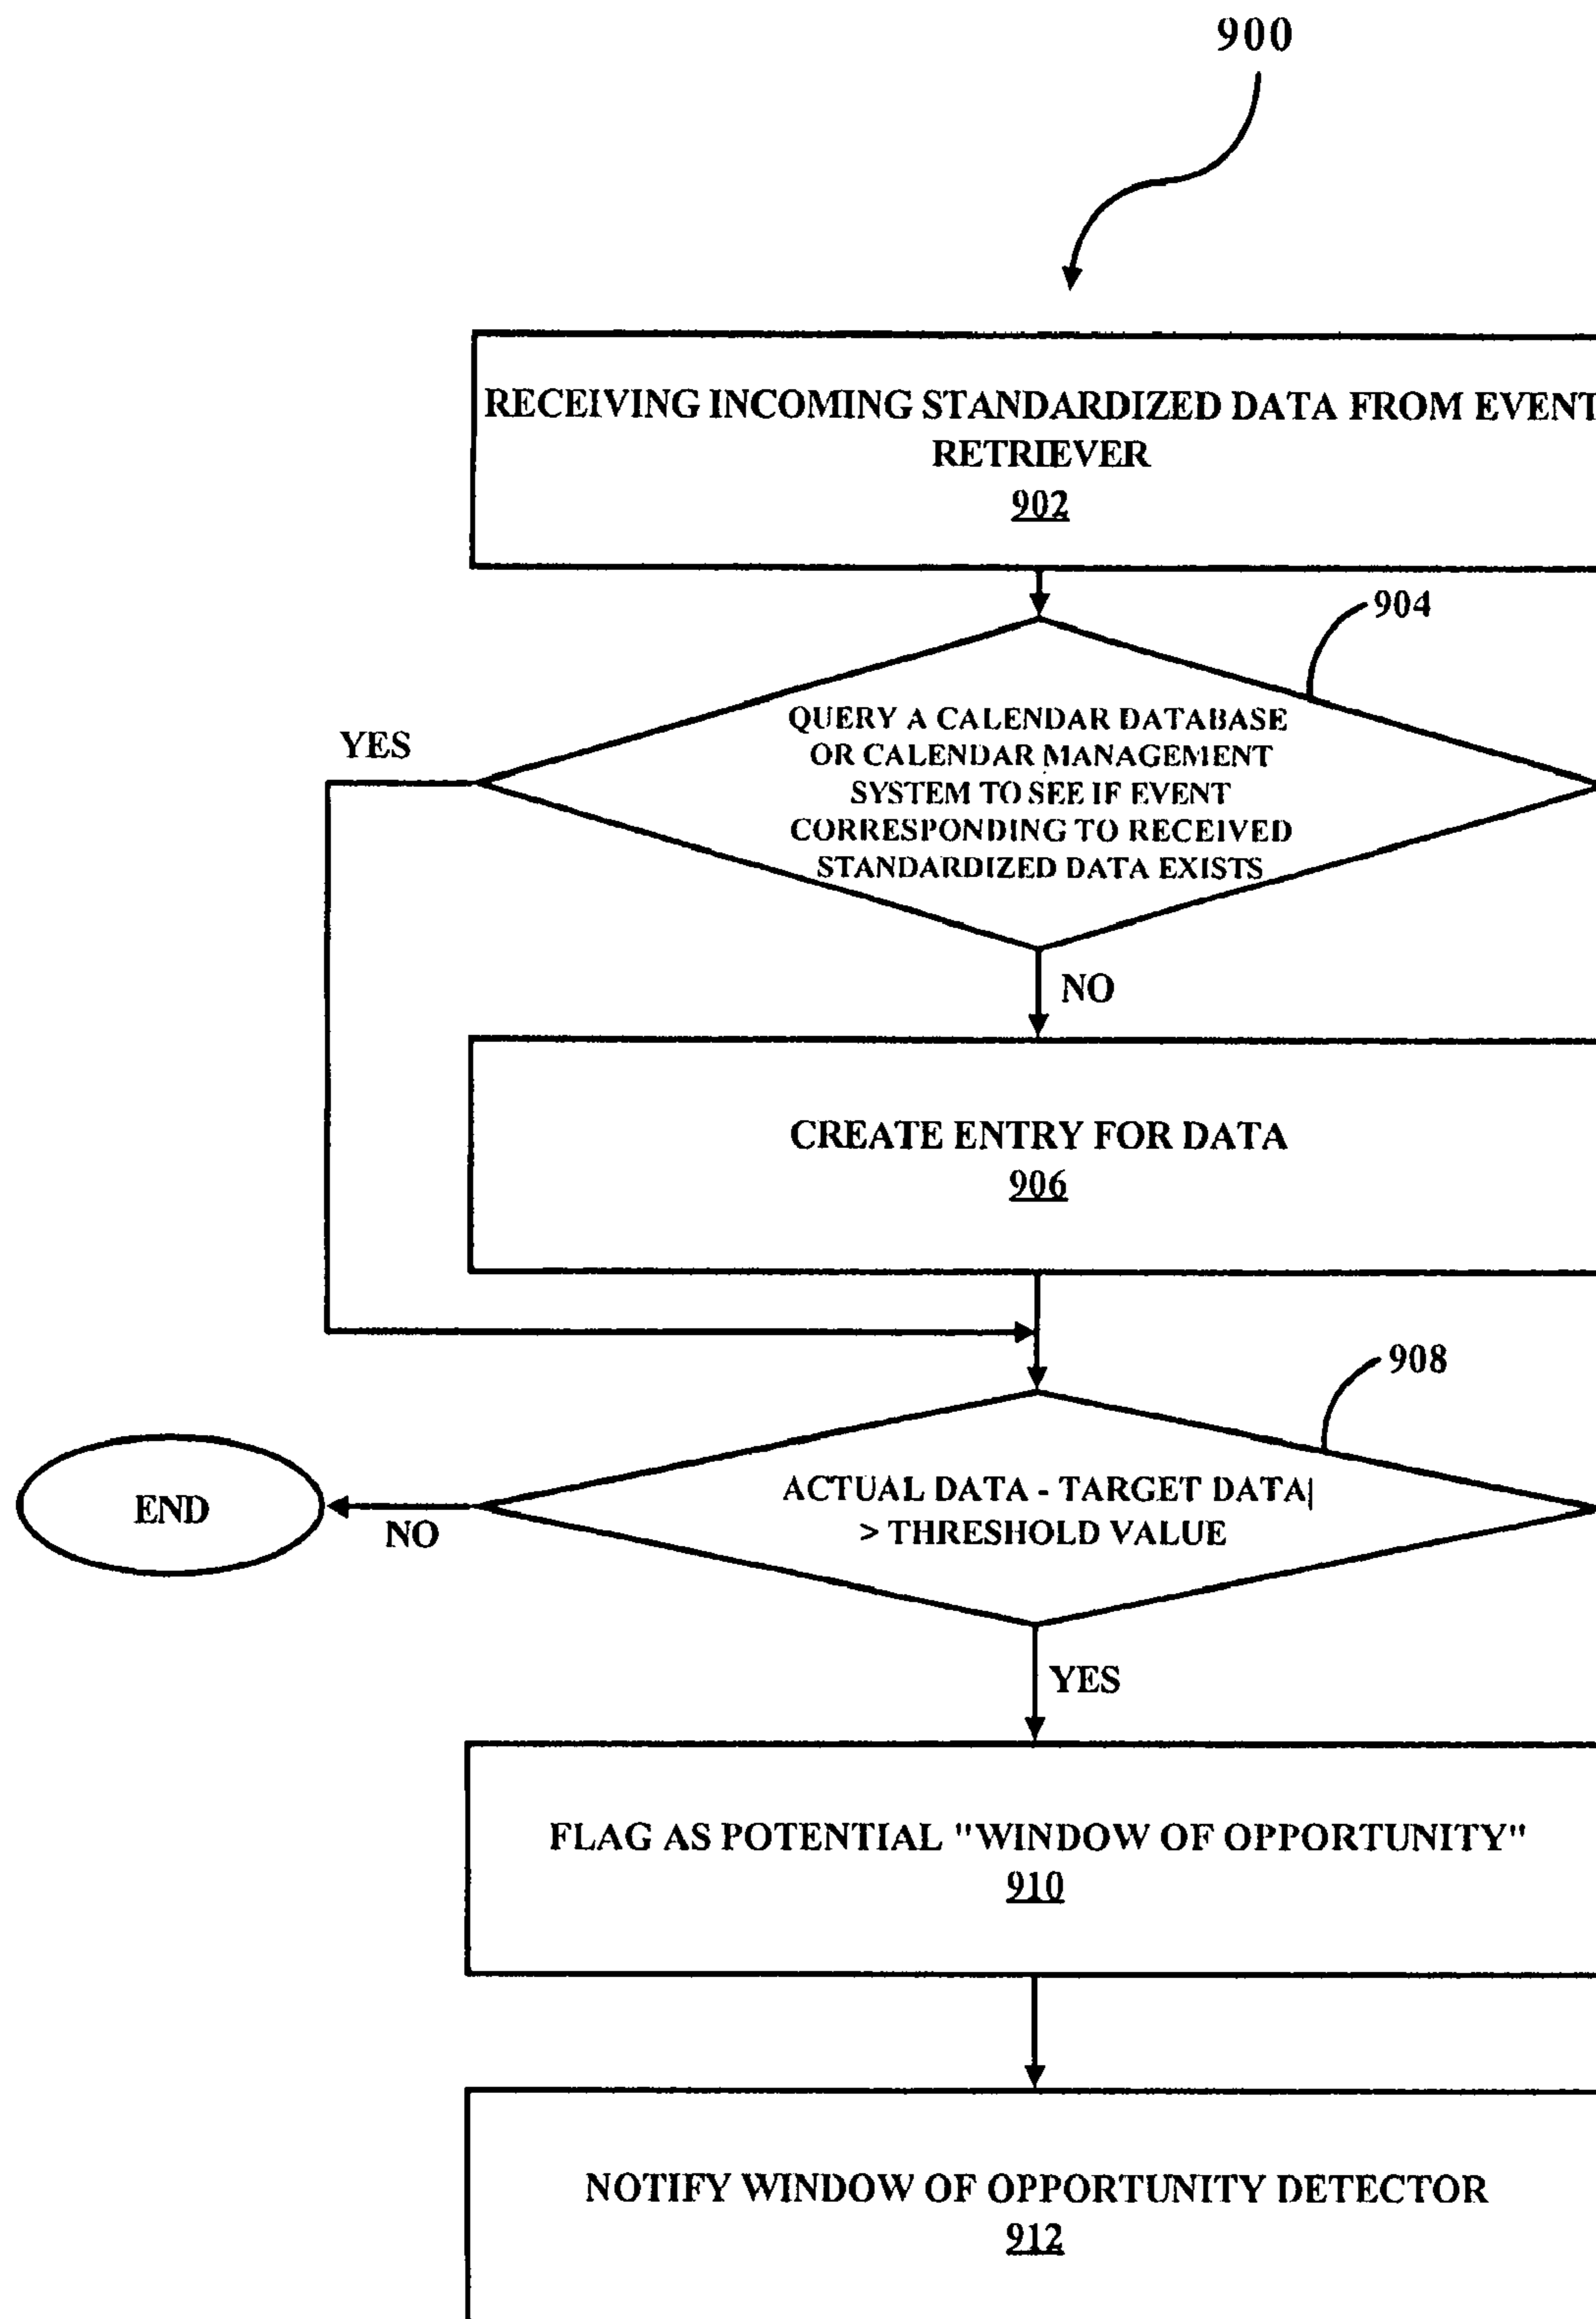 900
RECEIVING INCOMING STANDARDIZED DATA FROM EVENT
RETRIEVER
902
904
QUERY A CALENDAR DATABASE
OR CALENDAR MANAGEMENT
SYSTEM TO SEE IF EVENT
CORRESPONDING TO RECEIVED
STANDARDIZED DATA EXISTS
YES
NO
CREATE ENTRY FOR DATA
906
908
ACTUAL DATA - TARGET DATA|
> THRESHOLD VALUE
NO
END
YES
FLAG AS POTENTIAL "WINDOW OF OPPORTUNITY"
910
NOTIFY WINDOW OF OPPORTUNITY DETECTOR
912